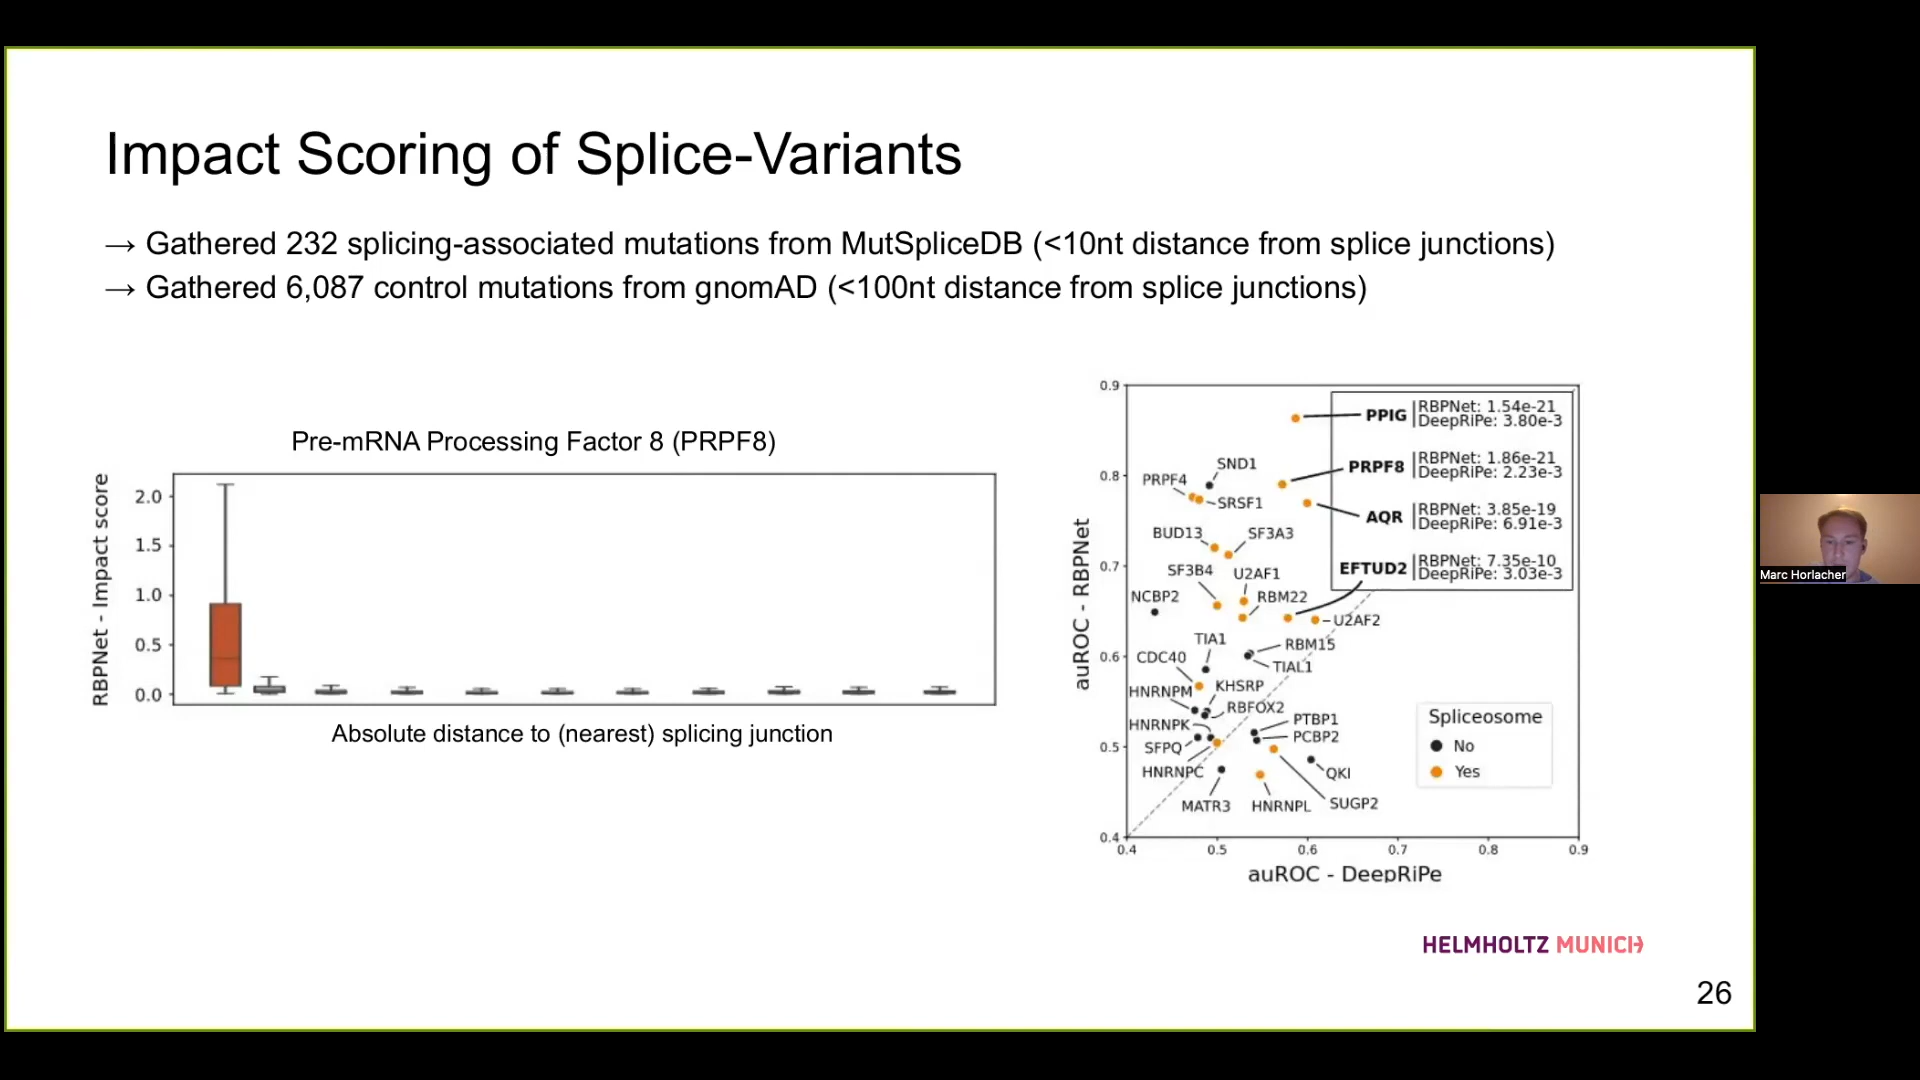 Impact Scoring of Splice-Variants
→ Gathered 232 splicing-associated mutations from MutSpliceDB (<10nt distance from splice junctions)
→ Gathered 6,087 control mutations from gnomAD (<100nt distance from splice junctions)
Pre-mRNA Processing Factor 8 (PRPF8)
RBPNet - Impact score
2.0
1.5
1.0
0.5
0.0
Absolute distance to (nearest) splicing junction
auROC - RBPNet
0.9
0.8
0.7
0.6
0.5
0.4
PPIG
RBPNet: 1.54e-21
DeepRiPe: 3.80e-3
PRPF8
RBPNet: 1.86e-21
DeepRiPe: 2.23e-3
AQR
RBPNet: 3.85e-19
DeepRiPe: 6.91e-3
EFTUD2
RBPNet: 7.35e-10
DeepRiPe: 3.03e-3
SND1
PRPF4
SRSF1
BUD13
SF3A3
SF3B4
U2AF1
NCBP2
RBM22
U2AF2
TIA1
RBM15
CDC40
TIAL1
HNRNPM
KHSRP
RBFOX2
HNRNPK
PTBP1
SFPQ
PCBP2
HNRNPC
QKI
MATR3
HNRNPL
SUGP2
Spliceosome
No
Yes
0.4
0.5
0.6
0.7
0.8
0.9
auROC - DeepRiPe
HELMHOLTZ MUNICH
26
Marc Horlacher